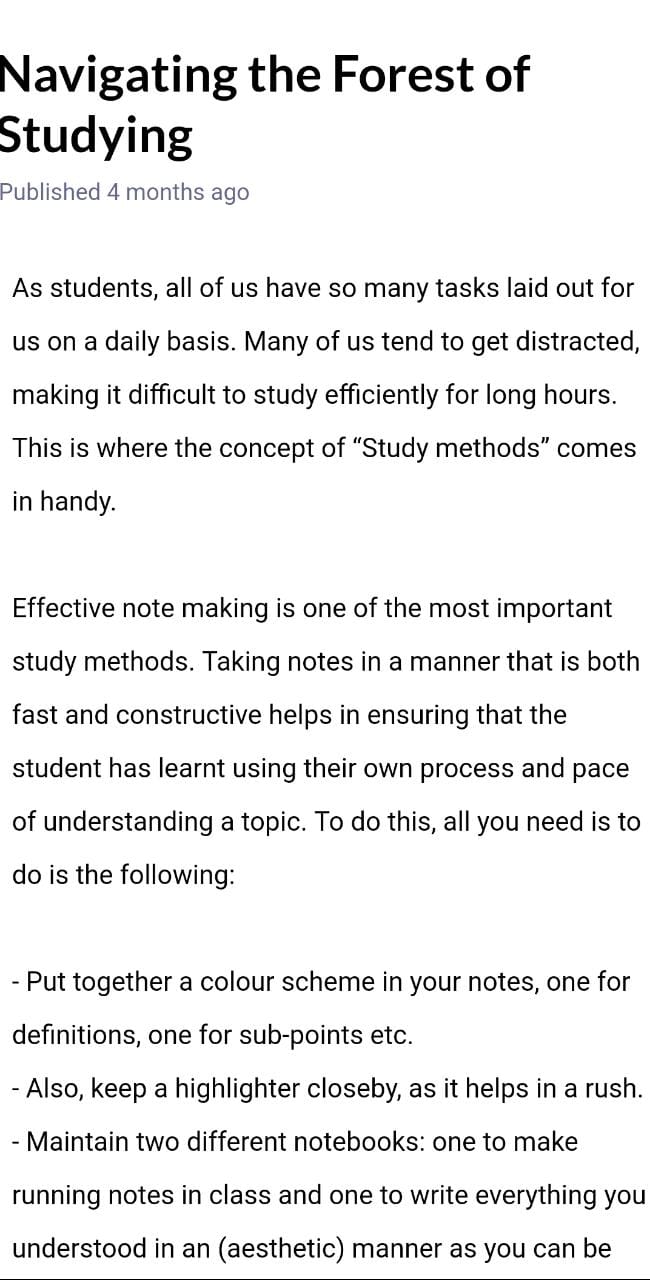 Navigating the Forest of
Studying
Published 4 months ago
As students, all of us have so many tasks laid out for
us on a daily basis. Many of us tend to get distracted,
making it difficult to study efficiently for long hours.
This is where the concept of “Study methods” comes
in handy.
Effective note making is one of the most important
study methods. Taking notes in a manner that is both
fast and constructive helps in ensuring that the
student has learnt using their own process and pace
of understanding a topic. To do this, all you need is to
do is the following:
- Put together a colour scheme in your notes, one for
definitions, one for sub-points etc.
- Also, keep a highlighter closeby, as it helps in a rush.
- Maintain two different notebooks: one to make
running notes in class and one to write everything you
understood in an (aesthetic) manner as you can be